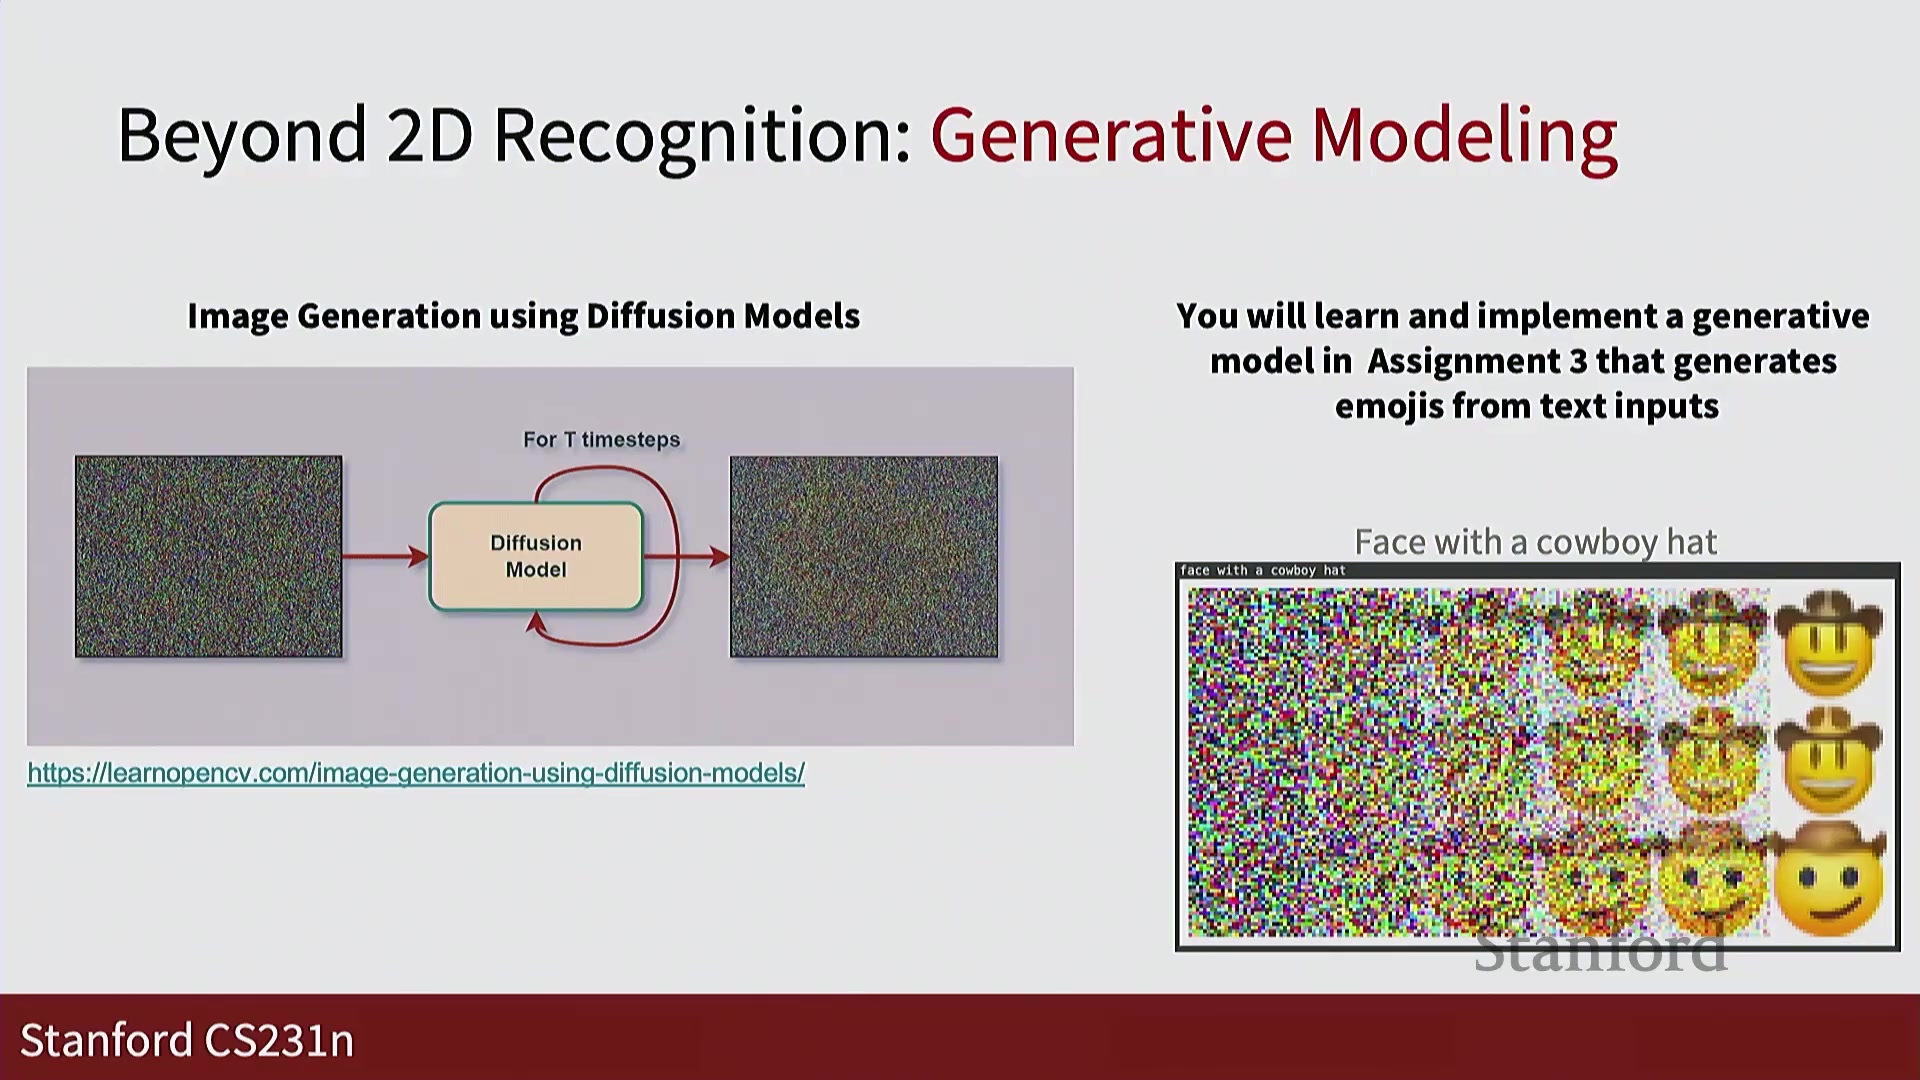 Beyond 2D Recognition: Generative Modeling
Image Generation using Diffusion Models
For T timesteps
Diffusion
Model
https://learnopencv.com/image-generation-using-diffusion-models/
You will learn and implement a generative
model in Assignment 3 that generates
emojis from text inputs
Face with a cowboy hat
face with a cowboy hat
Stanford
Stanford CS231n